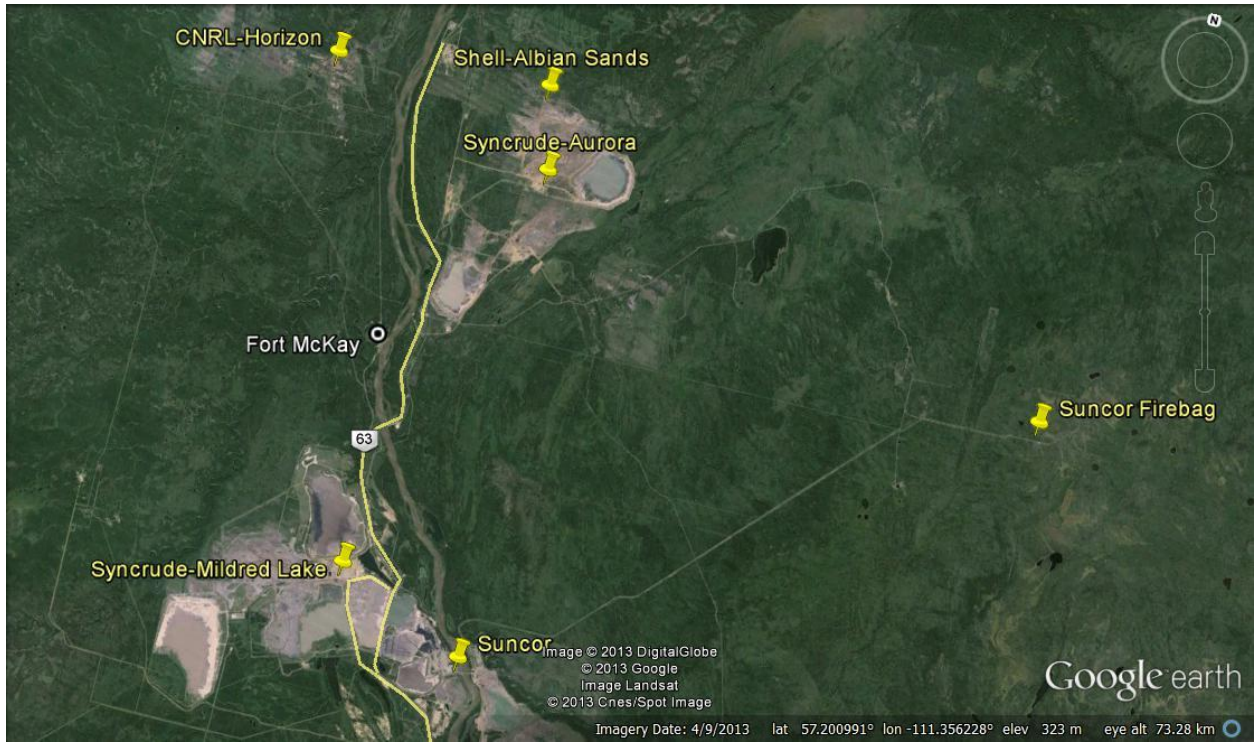 N
CNRL-Horizon
Shell-Albian Sands
Syncrude-Aurora
Fort McKay
Suncor Firebag
63
Syncrude-Mildred Lake
Suncor
Image © 2013 DigitalGlobe
© 2013 Google
Image Landsat
© 2013 Cnes/Spot Image
Google earth
Imagery Date: 4/9/2013 lat 57.200991° lon -111.356228° elev 323 m eye alt 73.28 km